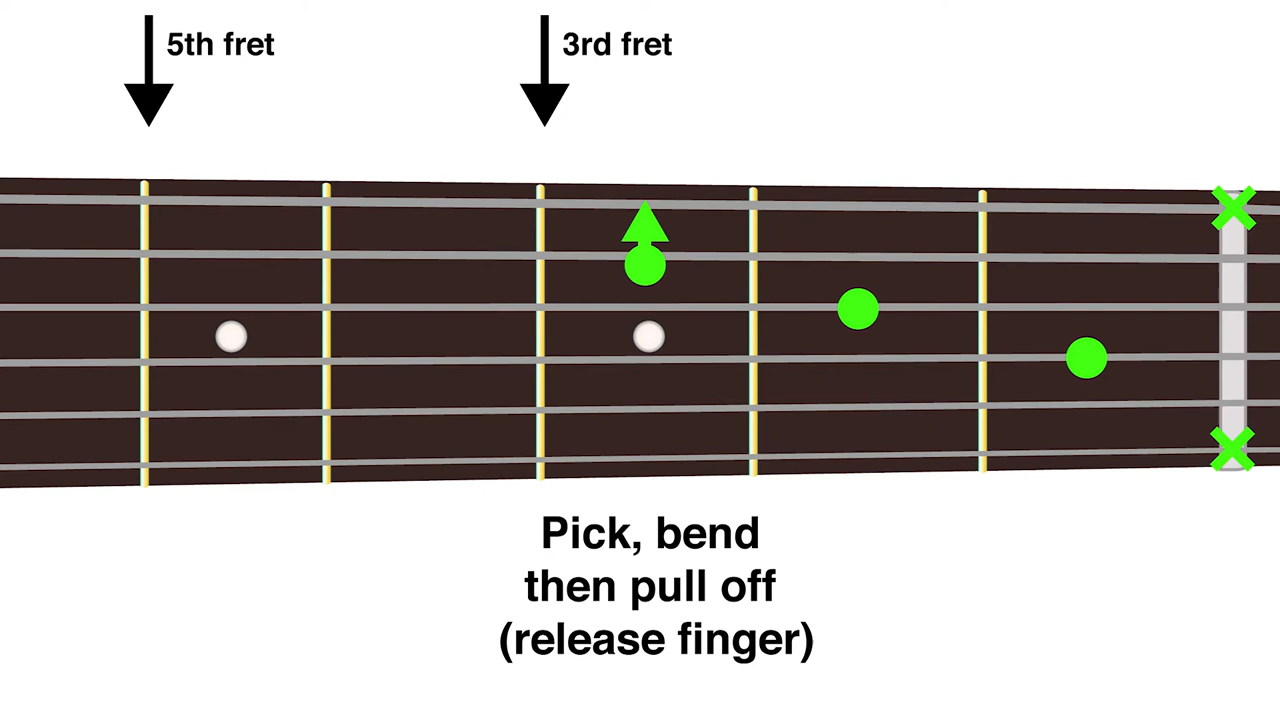 5th fret
3rd fret
Pick, bend
then pull off
(release finger)